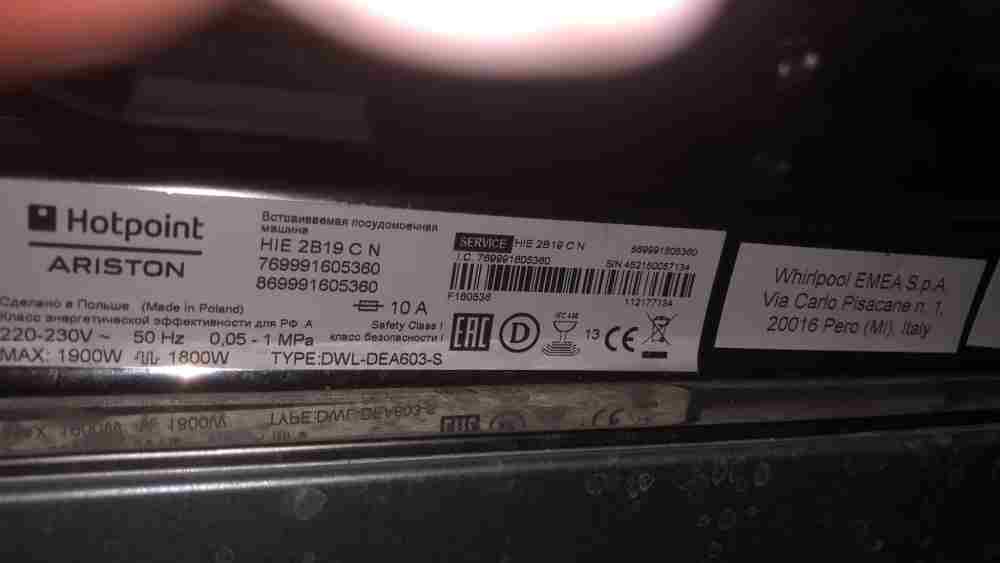 Hotpoint
ARISTON
Встраиваемая посудомоечная
машина
HIE 2B19 C N
769991605360
869991605360
Сделано в Польше (Made in Poland)
10 A
Класс энергетической эффективности для РФ A
Safety Class I
220-230V ~ 50 Hz 0,05 - 1 MPa
класс безопасности I
MAX: 1900W 1800W TYPE:DWL-DEA603-S
SERVICE HIE 2B19 C N 869991605360
I.C. 769991605360 S/N 452150057134
F180536 112177134
EAC D IEC 436 13 CE
Whirlpool EMEA S.p.A.
Via Carlo Pisacane n. 1,
20016 Pero (MI), Italy